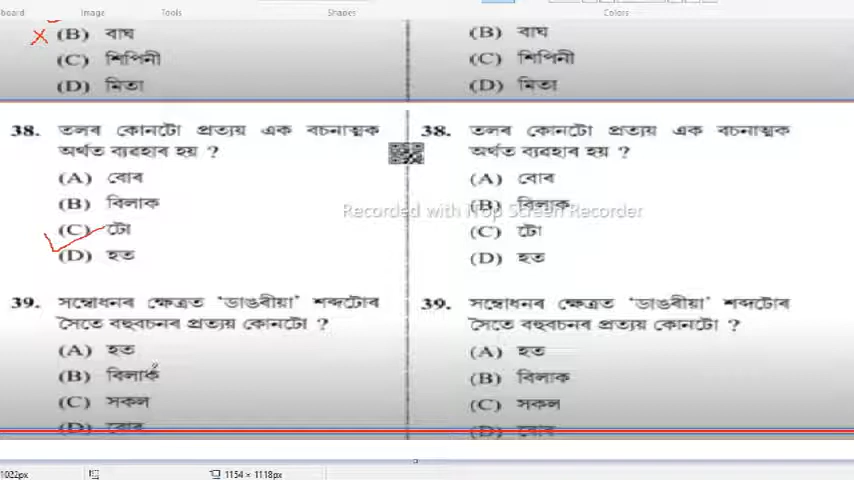 board Image Tools Shapes Colors
(B) বাঘ
(C) শিপিনী
(D) মিতা
38. তলৰ কোনটো প্ৰত্যয় এক বচনাত্মক
অৰ্থত ব্যৱহাৰ হয় ?
(A) বোৰ
(B) বিলাক
(C) টো
(D) হত
39. সম্বোধনৰ ক্ষেত্ৰত ‘ডাঙৰীয়া’ শব্দটোৰ
সৈতে বহুবচনৰ প্ৰত্যয় কোনটো ?
(A) হত
(B) বিলাক
(C) সকল
(D) বোৰ
(B) বাঘ
(C) শিপিনী
(D) মিতা
38. তলৰ কোনটো প্ৰত্যয় এক বচনাত্মক
অৰ্থত ব্যৱহাৰ হয় ?
(A) বোৰ
(B) বিলাক
(C) টো
(D) হত
39. সম্বোধনৰ ক্ষেত্ৰত ‘ডাঙৰীয়া’ শব্দটোৰ
সৈতে বহুবচনৰ প্ৰত্যয় কোনটো ?
(A) হত
(B) বিলাক
(C) সকল
(D) বোৰ
Recorded with iTop Screen Recorder
1022px
1154 × 1118px